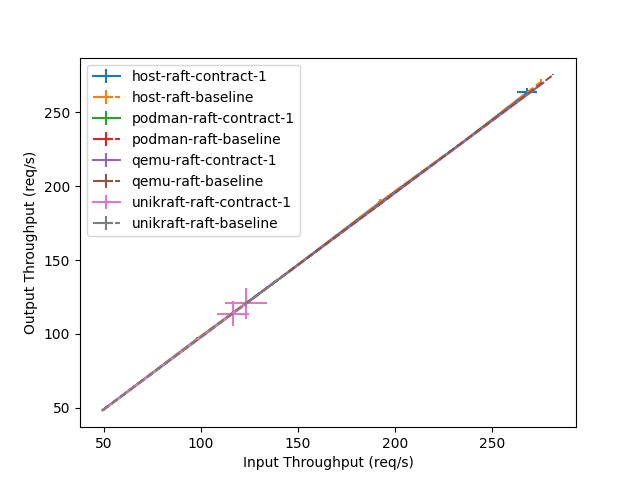 host-raft-contract-1
host-raft-baseline
podman-raft-contract-1
podman-raft-baseline
qemu-raft-contract-1
qemu-raft-baseline
unikraft-raft-contract-1
unikraft-raft-baseline
250
200
150
100
50
Output Throughput (req/s)
50 100 150 200 250
Input Throughput (req/s)